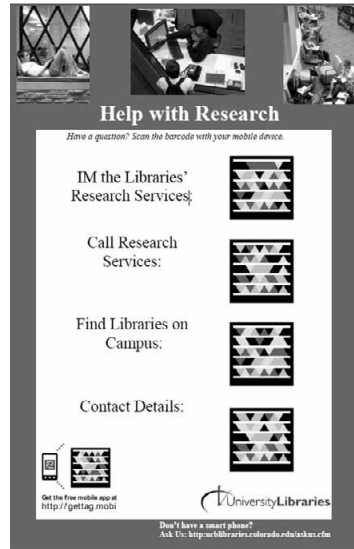 Help with Research
Have a question? Scan the barcode with your mobile device.
IM the Libraries'
Research Services:
Call Research
Services:
Find Libraries on
Campus:
Contact Details:
Get the free mobile app at
http://gettag.mobi
UniversityLibraries
Don't have a smart phone?
Ask Us: http:ucblibraries.colorado.edu/askus.cfm